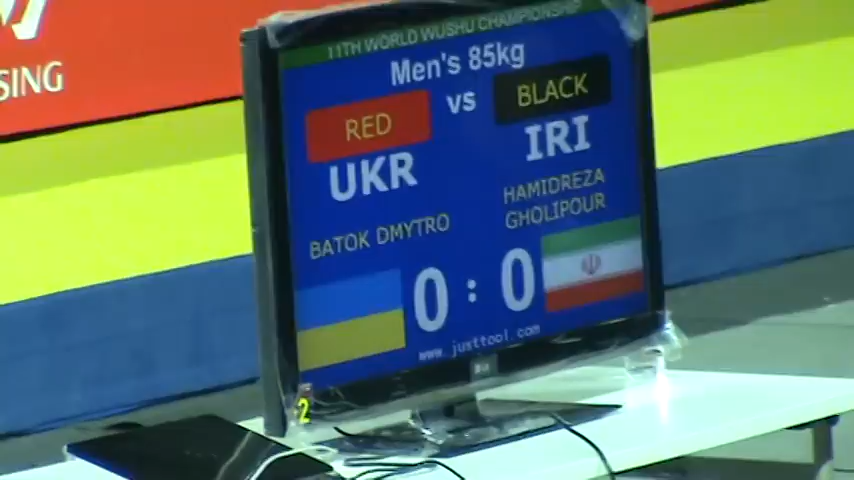 SING
11TH WORLD WUSHU CHAMPIONSHIP
Men's 85kg
RED vs BLACK
UKR IRI
BATOK DMYTRO
HAMIDREZA
GHOLIPOUR
0 : 0
www.justtool.com
LG
2